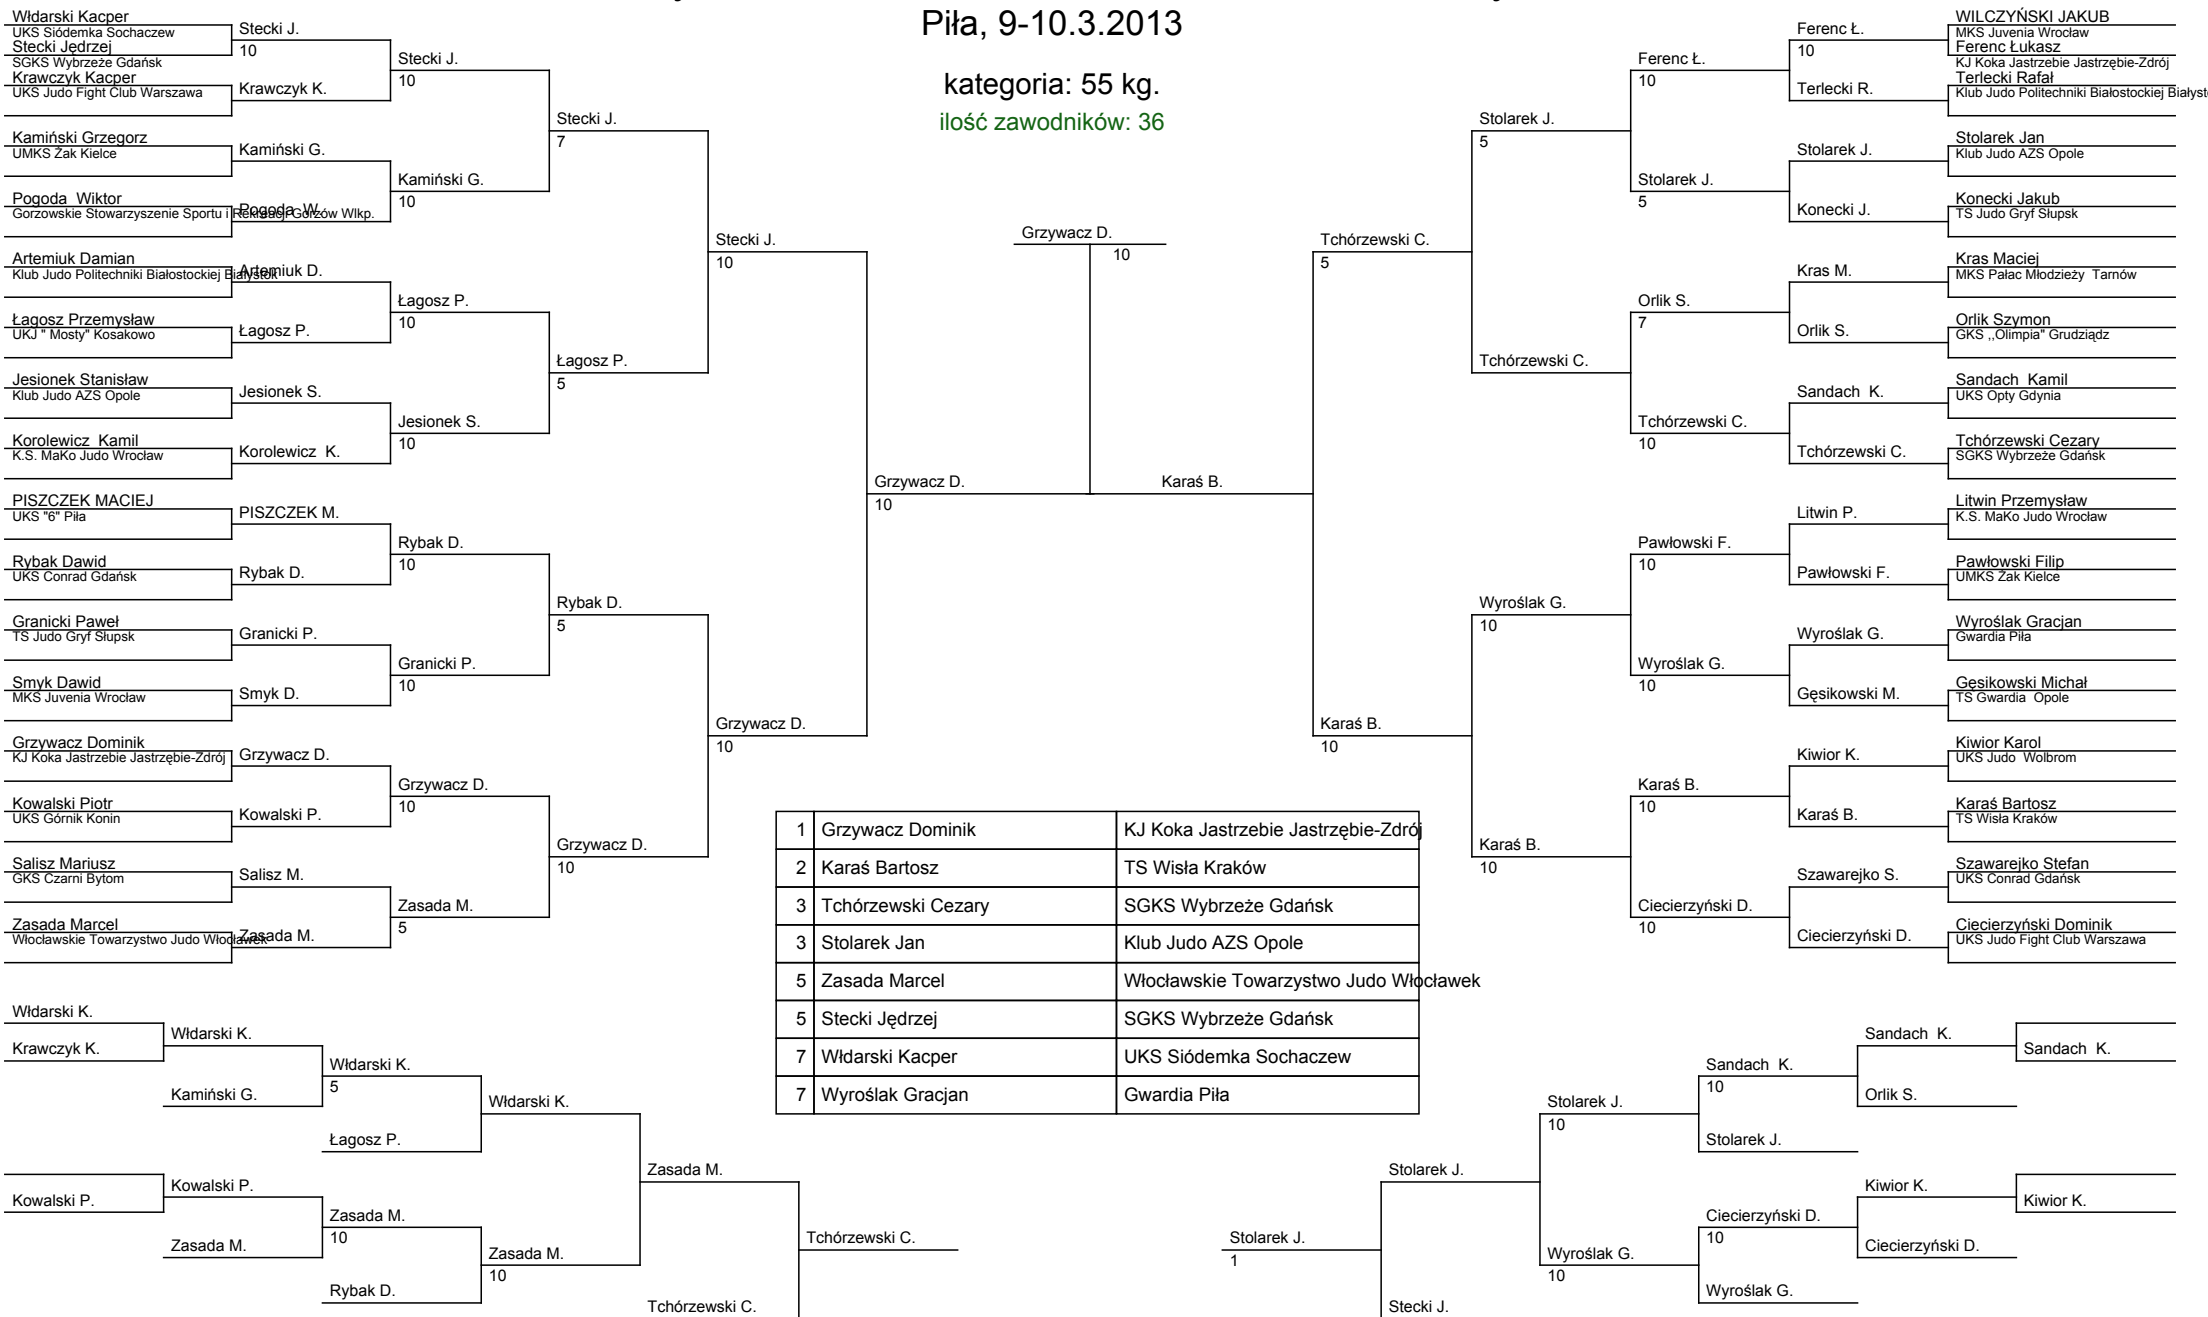 Piła, 9-10.3.2013
kategoria: 55 kg.
ilość zawodników: 36
Włdarski Kacper
UKS Siódemka Sochaczew
Stecki Jędrzej
SGKS Wybrzeże Gdańsk
Krawczyk Kacper
UKS Judo Fight Club Warszawa
Kamiński Grzegorz
UMKS Żak Kielce
Pogoda Wiktor
Gorzowskie Stowarzyszenie Sportu i Rekreacji Gorzów Wlkp.
Artemiuk Damian
Klub Judo Politechniki Białostockiej Białystok
Łagosz Przemysław
UKJ " Mosty" Kosakowo
Jesionek Stanisław
Klub Judo AZS Opole
Korolewicz Kamil
K.S. MaKo Judo Wrocław
PISZCZEK MACIEJ
UKS "6" Piła
Rybak Dawid
UKS Conrad Gdańsk
Granicki Paweł
TS Judo Gryf Słupsk
Smyk Dawid
MKS Juvenia Wrocław
Grzywacz Dominik
KJ Koka Jastrzebie Jastrzębie-Zdrój
Kowalski Piotr
UKS Górnik Konin
Salisz Mariusz
GKS Czarni Bytom
Zasada Marcel
Włocławskie Towarzystwo Judo Włocławek
Stecki J.
10
Krawczyk K.
Kamiński G.
Pogoda W.
Artemiuk D.
Łagosz P.
Jesionek S.
Korolewicz K.
PISZCZEK M.
Rybak D.
Granicki P.
Smyk D.
Grzywacz D.
Kowalski P.
Salisz M.
Zasada M.
Stecki J.
10
Kamiński G.
10
Łagosz P.
10
Jesionek S.
10
Rybak D.
10
Granicki P.
10
Grzywacz D.
10
Zasada M.
5
Stecki J.
7
Łagosz P.
5
Rybak D.
5
Grzywacz D.
10
Stecki J.
10
Grzywacz D.
10
Grzywacz D.
10
Grzywacz D.
10
Karaś B.
Tchórzewski C.
5
Karaś B.
10
Stolarek J.
5
Tchórzewski C.
Wyroślak G.
10
Karaś B.
10
Ferenc Ł.
10
Stolarek J.
5
Orlik S.
7
Tchórzewski C.
10
Pawłowski F.
10
Wyroślak G.
10
Karaś B.
10
Ciecierzyński D.
10
Ferenc Ł.
10
Terlecki R.
Stolarek J.
Konecki J.
Kras M.
Orlik S.
Sandach K.
Tchórzewski C.
Litwin P.
Pawłowski F.
Wyroślak G.
Gęsikowski M.
Kiwior K.
Karaś B.
Szawarejko S.
Ciecierzyński D.
WILCZYŃSKI JAKUB
MKS Juvenia Wrocław
Ferenc Łukasz
KJ Koka Jastrzebie Jastrzębie-Zdrój
Terlecki Rafał
Klub Judo Politechniki Białostockiej Białyst
Stolarek Jan
Klub Judo AZS Opole
Konecki Jakub
TS Judo Gryf Słupsk
Kras Maciej
MKS Pałac Młodzieży Tarnów
Orlik Szymon
GKS ,,Olimpia" Grudziądz
Sandach Kamil
UKS Opty Gdynia
Tchórzewski Cezary
SGKS Wybrzeże Gdańsk
Litwin Przemysław
K.S. MaKo Judo Wrocław
Pawłowski Filip
UMKS Żak Kielce
Wyroślak Gracjan
Gwardia Piła
Gęsikowski Michał
TS Gwardia Opole
Kiwior Karol
UKS Judo Wolbrom
Karaś Bartosz
TS Wisła Kraków
Szawarejko Stefan
UKS Conrad Gdańsk
Ciecierzyński Dominik
UKS Judo Fight Club Warszawa
1 Grzywacz Dominik KJ Koka Jastrzebie Jastrzębie-Zdrój
2 Karaś Bartosz TS Wisła Kraków
3 Tchórzewski Cezary SGKS Wybrzeże Gdańsk
3 Stolarek Jan Klub Judo AZS Opole
5 Zasada Marcel Włocławskie Towarzystwo Judo Włocławek
5 Stecki Jędrzej SGKS Wybrzeże Gdańsk
7 Włdarski Kacper UKS Siódemka Sochaczew
7 Wyroślak Gracjan Gwardia Piła
Włdarski K.
Krawczyk K.
Kowalski P.
Włdarski K.
Kamiński G.
Kowalski P.
Zasada M.
Włdarski K.
5
Łagosz P.
Zasada M.
10
Rybak D.
Włdarski K.
Zasada M.
10
Zasada M.
Tchórzewski C.
Tchórzewski C.
Stolarek J.
1
Stolarek J.
Stecki J.
Stolarek J.
10
Wyroślak G.
10
Sandach K.
10
Stolarek J.
Ciecierzyński D.
10
Wyroślak G.
Sandach K.
Orlik S.
Kiwior K.
Ciecierzyński D.
Sandach K.
Kiwior K.